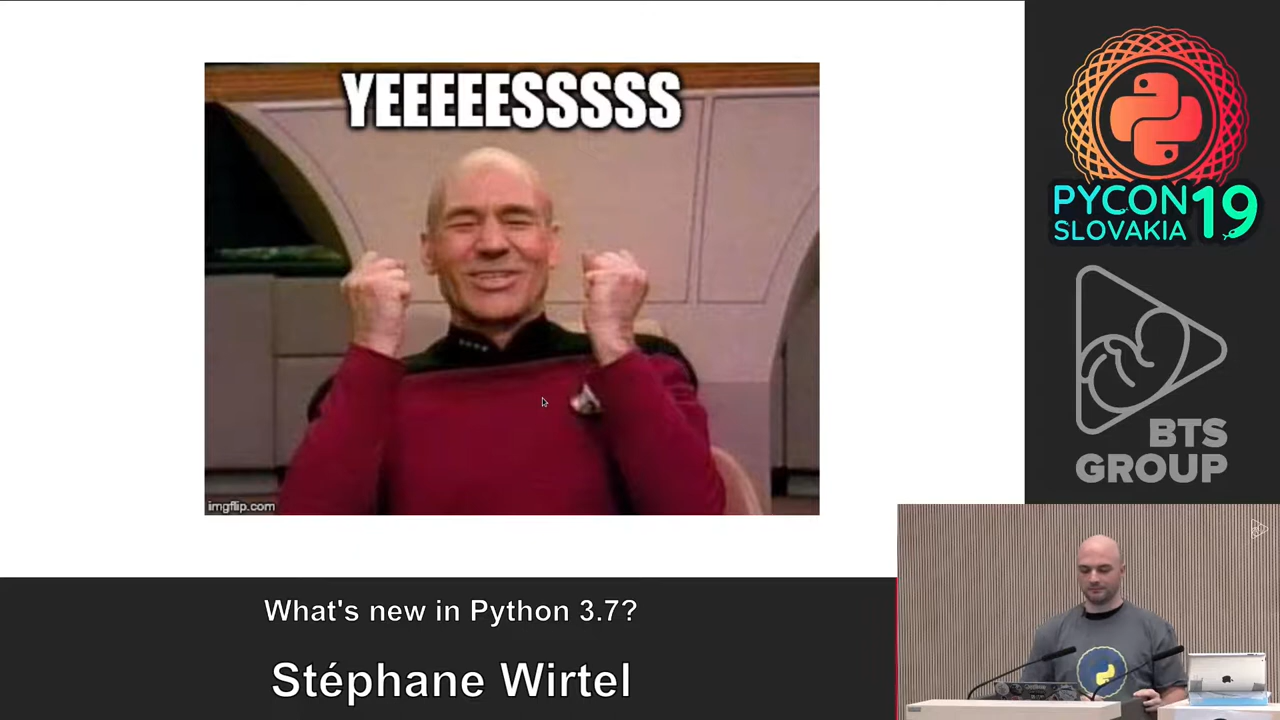 YEEEEESSSSS
imgflip.com
PYCON 19
SLOVAKIA
BTS
GROUP
What's new in Python 3.7?
Stéphane Wirtel